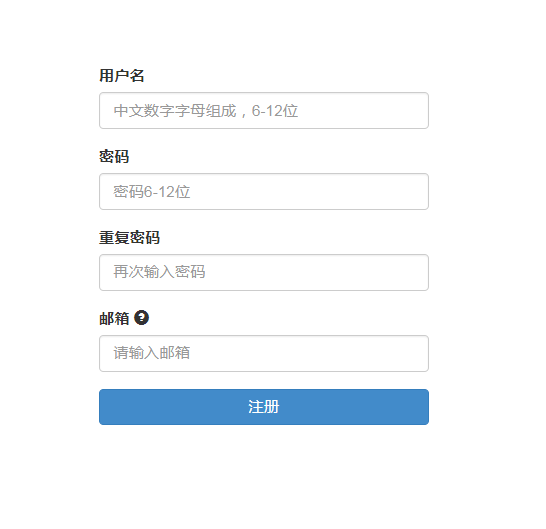 用户名
中文数字字母组成，6-12位
密码
密码6-12位
重复密码
再次输入密码
邮箱 ?
请输入邮箱
注册